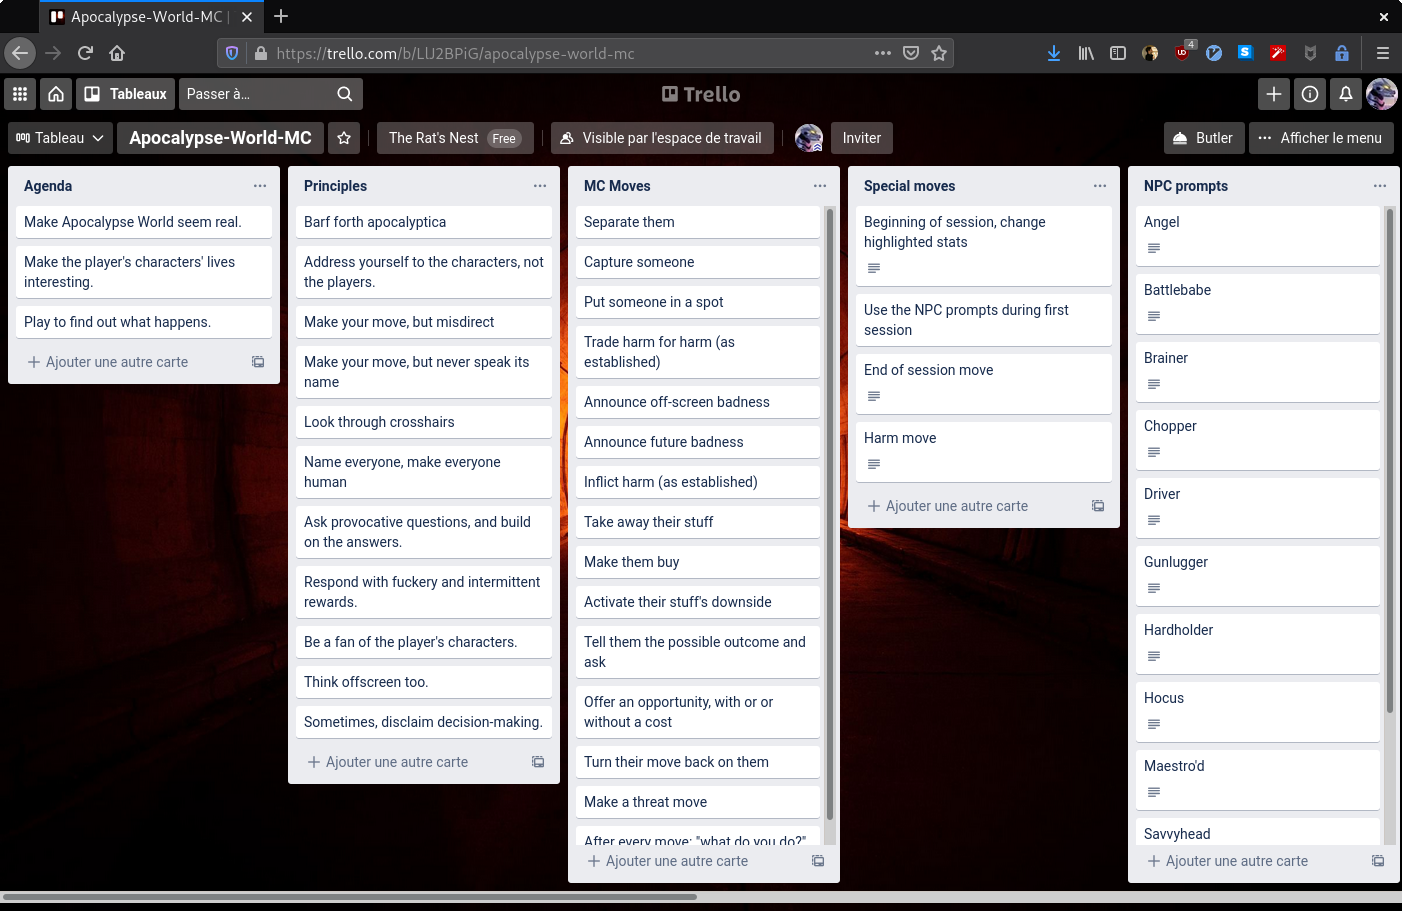 Apocalypse-World-MC |
https://trello.com/b/LlJ2BPiG/apocalypse-world-mc
4
Tableaux
Passer à…
Trello
Tableau
Apocalypse-World-MC
The Rat's Nest Free
Visible par l'espace de travail
Inviter
Butler
Afficher le menu
Agenda
Make Apocalypse World seem real.
Make the player's characters' lives
interesting.
Play to find out what happens.
Ajouter une autre carte
Principles
Barf forth apocalyptica
Address yourself to the characters, not
the players.
Make your move, but misdirect
Make your move, but never speak its
name
Look through crosshairs
Name everyone, make everyone
human
Ask provocative questions, and build
on the answers.
Respond with fuckery and intermittent
rewards.
Be a fan of the player's characters.
Think offscreen too.
Sometimes, disclaim decision-making.
Ajouter une autre carte
MC Moves
Separate them
Capture someone
Put someone in a spot
Trade harm for harm (as
established)
Announce off-screen badness
Announce future badness
Inflict harm (as established)
Take away their stuff
Make them buy
Activate their stuff's downside
Tell them the possible outcome and
ask
Offer an opportunity, with or or
without a cost
Turn their move back on them
Make a threat move
After every move: "what do you do?"
Ajouter une autre carte
Special moves
Beginning of session, change
highlighted stats
Use the NPC prompts during first
session
End of session move
Harm move
Ajouter une autre carte
NPC prompts
Angel
Battlebabe
Brainer
Chopper
Driver
Gunlugger
Hardholder
Hocus
Maestro'd
Savvyhead
Ajouter une autre carte